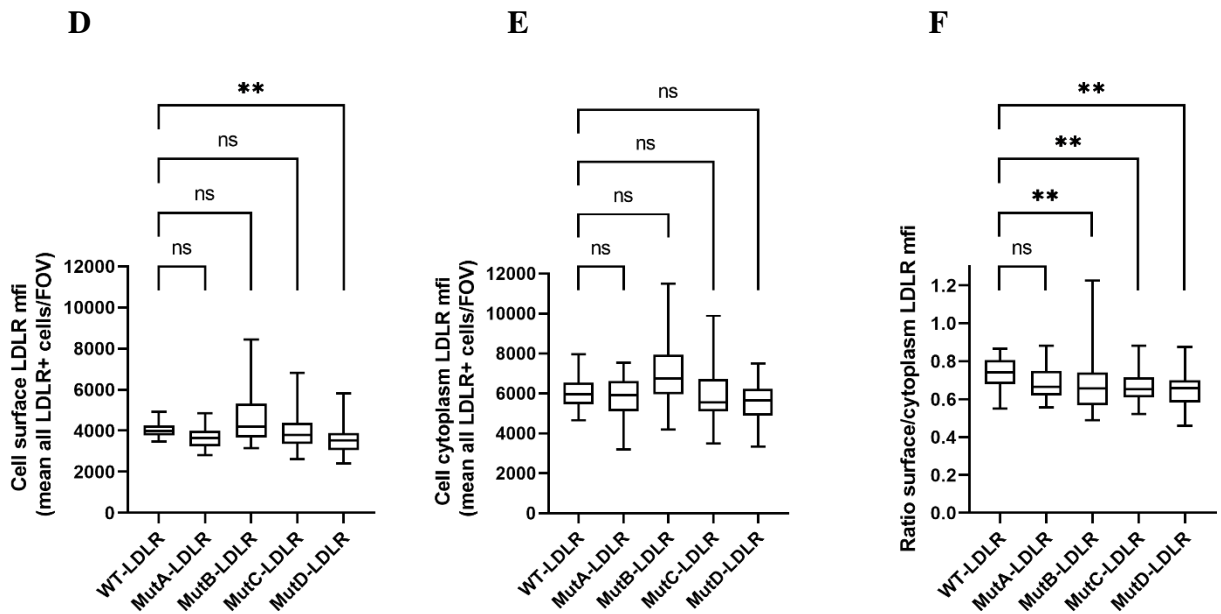 D
**
ns
ns
ns
Cell surface LDLR mfi
(mean all LDLR+ cells/FOV)
12000
10000
8000
6000
4000
2000
0
WT-LDLR
MutA-LDLR
MutB-LDLR
MutC-LDLR
MutD-LDLR
E
ns
ns
ns
ns
Cell cytoplasm LDLR mfi
(mean all LDLR+ cells/FOV)
12000
10000
8000
6000
4000
2000
0
WT-LDLR
MutA-LDLR
MutB-LDLR
MutC-LDLR
MutD-LDLR
F
**
**
**
ns
Ratio surface/cytoplasm LDLR mfi
1.2
1.0
0.8
0.6
0.4
0.2
0.0
WT-LDLR
MutA-LDLR
MutB-LDLR
MutC-LDLR
MutD-LDLR